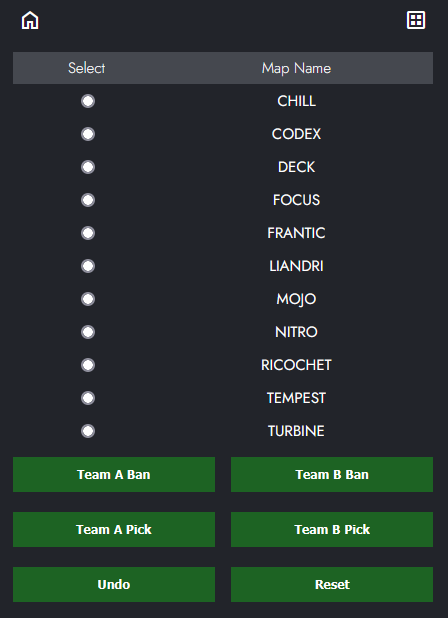 Select Map Name
CHILL
CODEX
DECK
FOCUS
FRANTIC
LIANDRI
MOJO
NITRO
RICOCHET
TEMPEST
TURBINE
Team A Ban Team B Ban
Team A Pick Team B Pick
Undo Reset